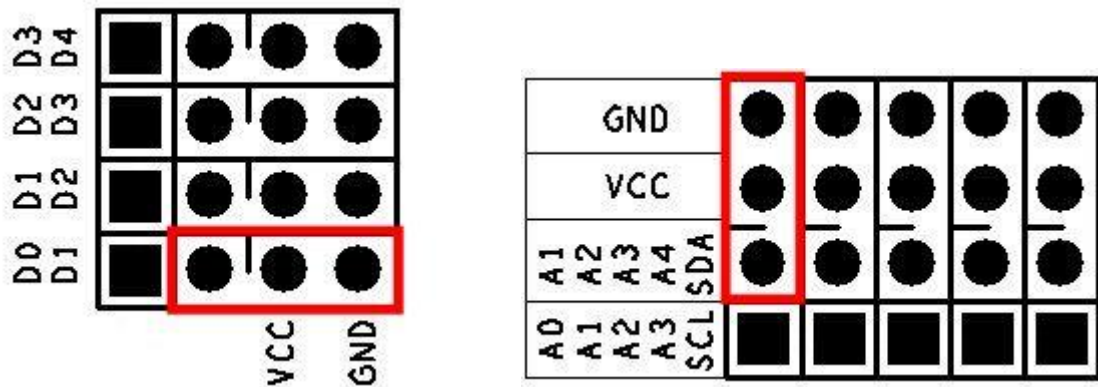 D3
D4
D2
D3
D1
D2
D0
D1
VCC
GND
GND
VCC
A1
A2
A3
A4
SDA
A0
A1
A2
A3
SCL